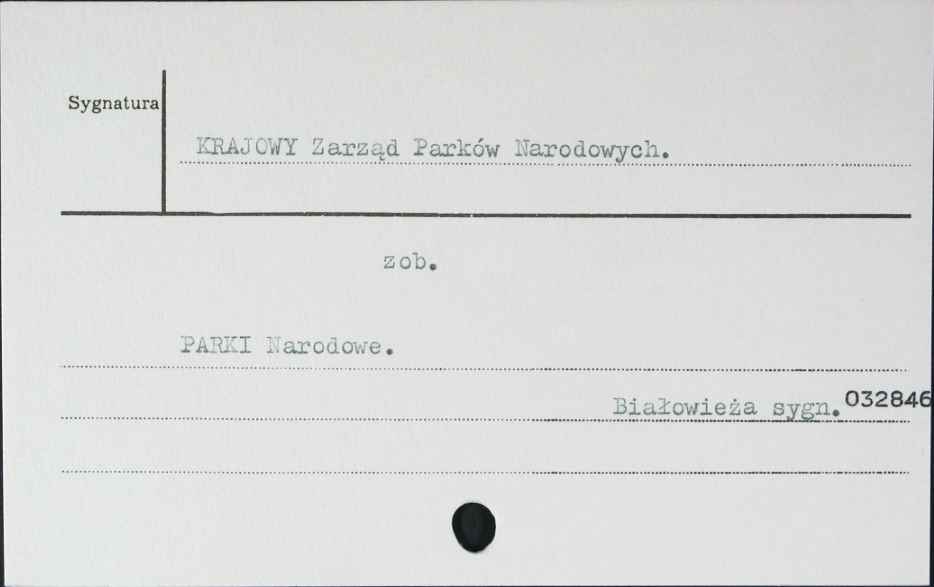 Sygnatura
KRAJOWY Zarząd Parków Narodowych.
zob.
PARKI Narodowe.
Białowieża sygn. 032846